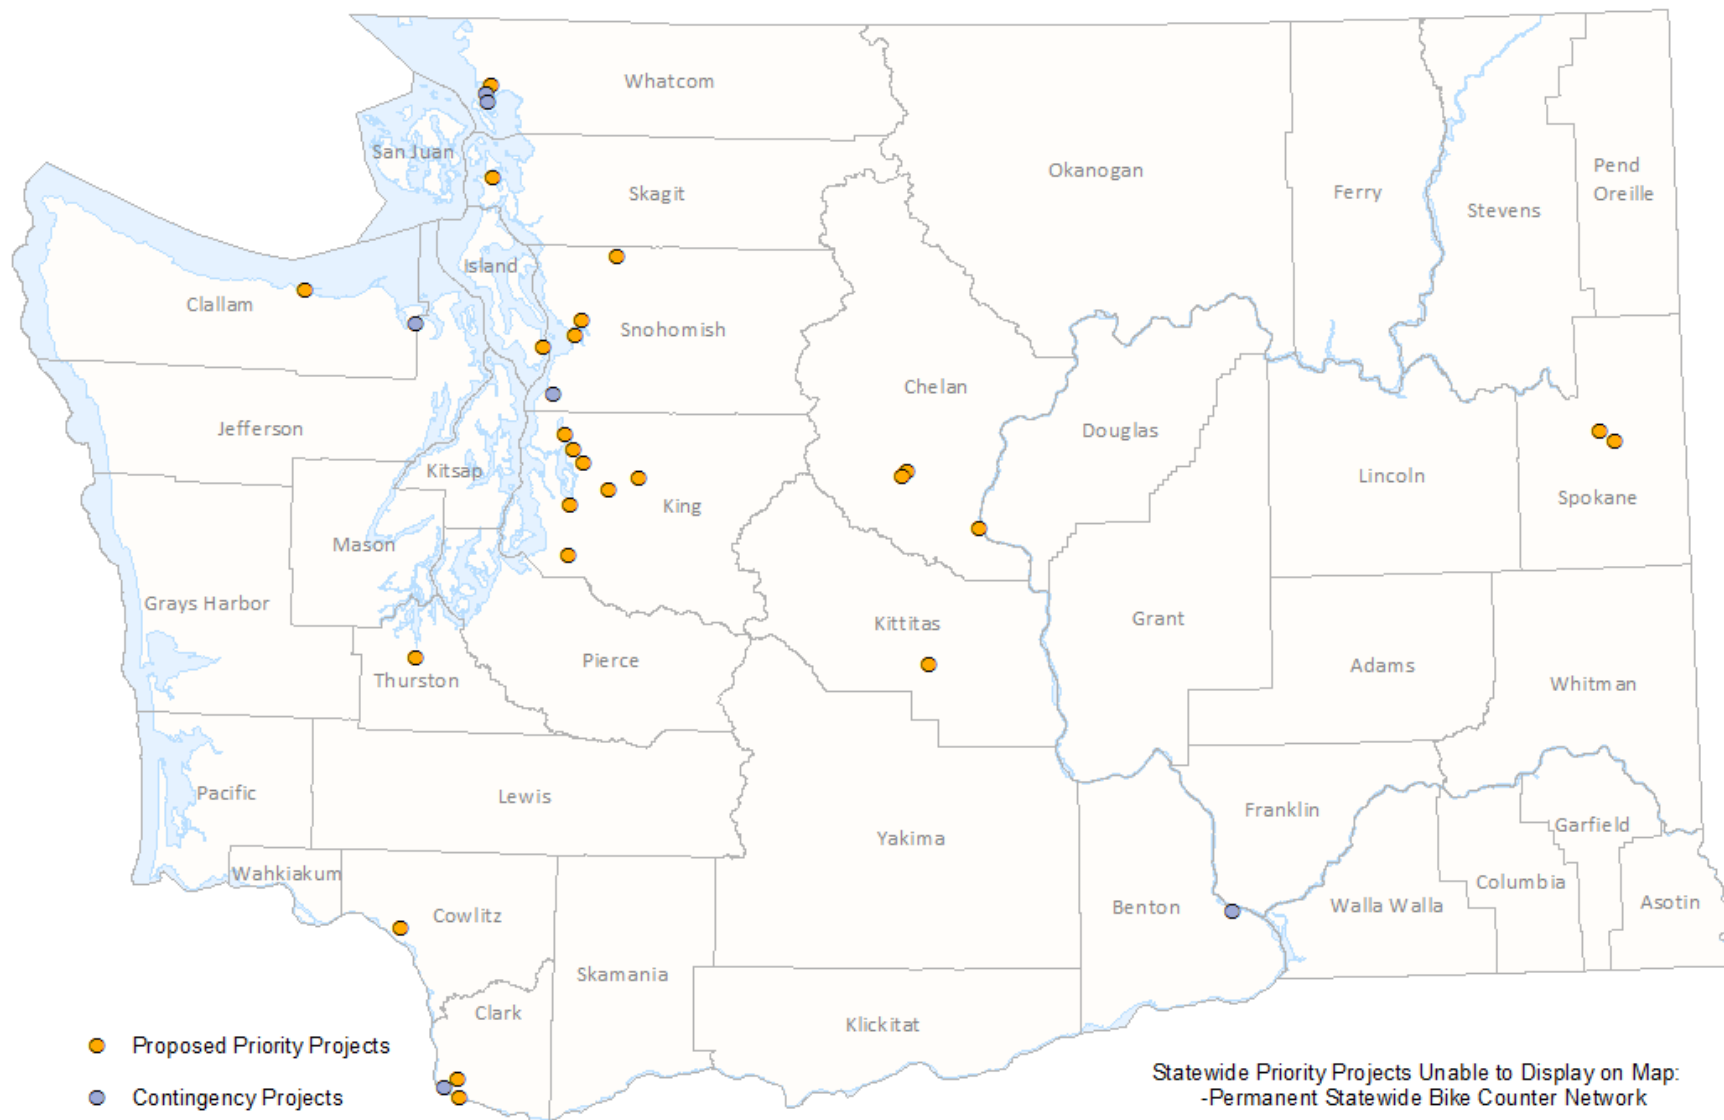 Whatcom
San Juan
Okanogan
Pend
Oreille
Skagit
Ferry
Stevens
Island
Clallam
Snohomish
Chelan
Jefferson
Douglas
Kitsap
Lincoln
King
Spokane
Mason
Grays Harbor
Kittitas
Grant
Pierce
Adams
Thurston
Whitman
Pacific
Lewis
Franklin
Garfield
Yakima
Wahkiakum
Columbia
Cowlitz
Benton
Walla Walla
Asotin
Skamania
Clark
Klickitat
Proposed Priority Projects
Contingency Projects
Statewide Priority Projects Unable to Display on Map:
-Permanent Statewide Bike Counter Network